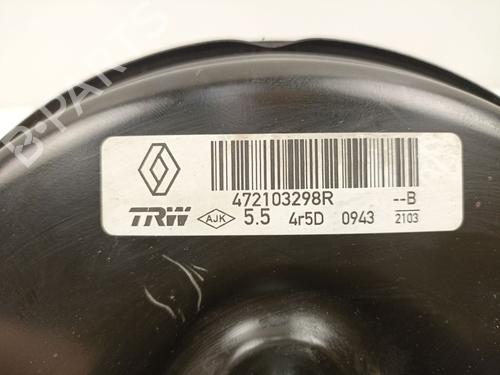 B-PARTS
472103298R --B
TRW AJK 5.5 4r5D 0943 2103